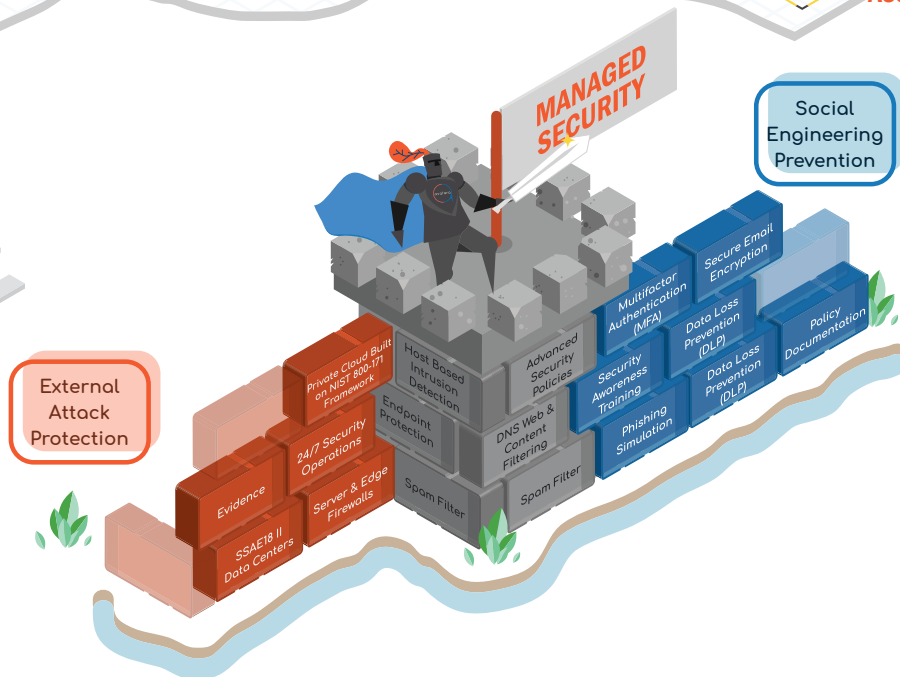 MANAGED
SECURITY
Social
Engineering
Prevention
External
Attack
Protection
Private Cloud Built
on NIST 800-171
Framework
24/7 Security
Operations
Evidence
Server & Edge
Firewalls
SSAE18 II
Data Centers
Host Based
Intrusion
Detection
Endpoint
Protection
Spam Filter
Advanced
Security
Policies
DNS Web &
Content
Filtering
Spam Filter
Multifactor
Authentication
(MFA)
Secure Email
Encryption
Security
Awareness
Training
Data Loss
Prevention
(DLP)
Policy
Documentation
Phishing
Simulation
Data Loss
Prevention
(DLP)